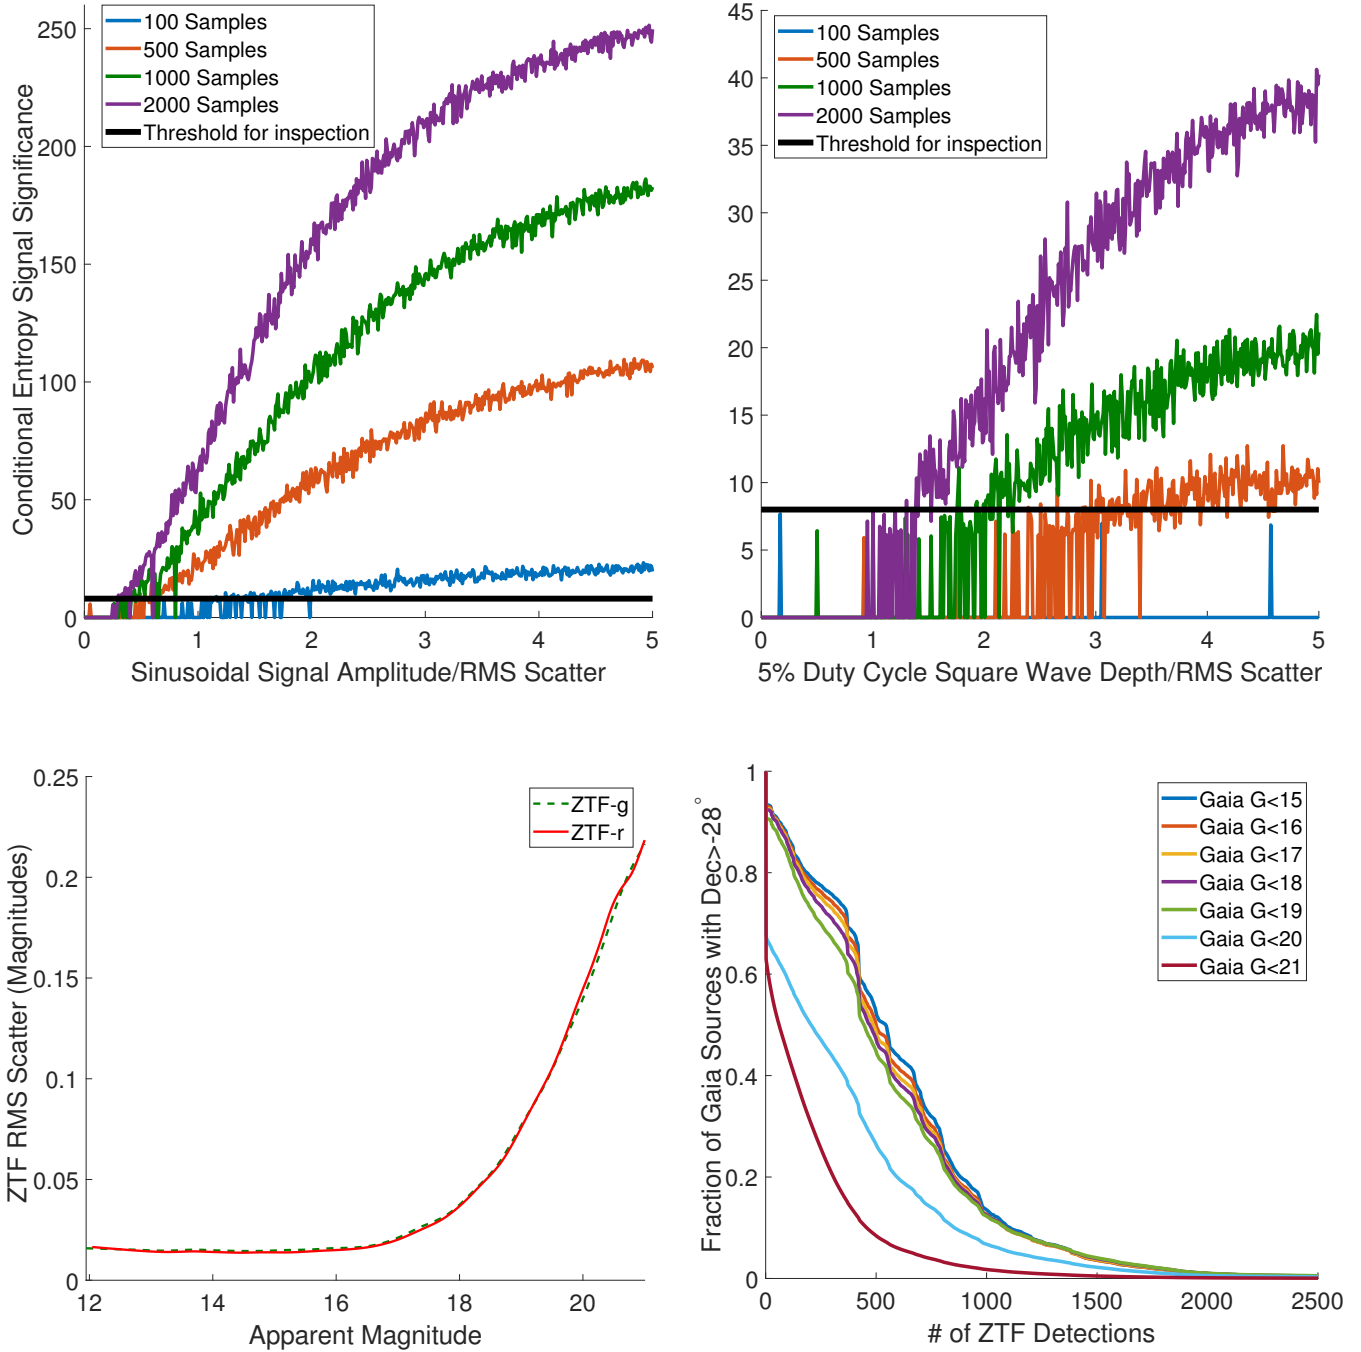 100 Samples
500 Samples
1000 Samples
2000 Samples
Threshold for inspection
Conditional Entropy Signal Significance
250
200
150
100
50
0
0 1 2 3 4 5
Sinusoidal Signal Amplitude/RMS Scatter
100 Samples
500 Samples
1000 Samples
2000 Samples
Threshold for inspection
45
40
35
30
25
20
15
10
5
0
0 1 2 3 4 5
5% Duty Cycle Square Wave Depth/RMS Scatter
ZTF-g
ZTF-r
ZTF RMS Scatter (Magnitudes)
0.25
0.2
0.15
0.1
0.05
0
12 14 16 18 20
Apparent Magnitude
Gaia G<15
Gaia G<16
Gaia G<17
Gaia G<18
Gaia G<19
Gaia G<20
Gaia G<21
Fraction of Gaia Sources with Dec>-28°
1
0.8
0.6
0.4
0.2
0
0 500 1000 1500 2000 2500
# of ZTF Detections